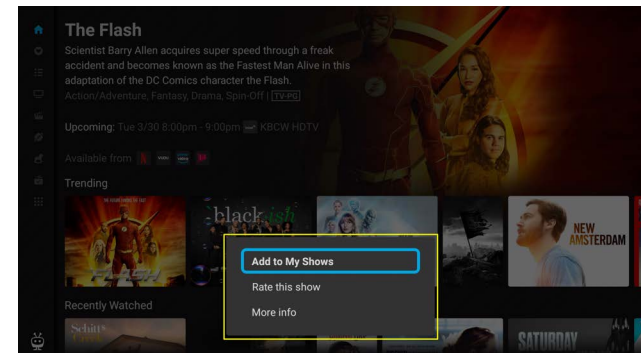 The Flash
Scientist Barry Allen acquires super speed through a freak
accident and becomes known as the Fastest Man Alive in this
adaptation of the DC Comics character the Flash.
Action/Adventure, Fantasy, Drama, Spin-Off | TV-PG
Upcoming: Tue 3/30 8:00pm - 9:00pm KBCW HDTV
Available from
Trending
black-ish
NEW
AMSTERDAM
Add to My Shows
Rate this show
More info
Recently Watched
Schitt's
Creek
SATURDAY